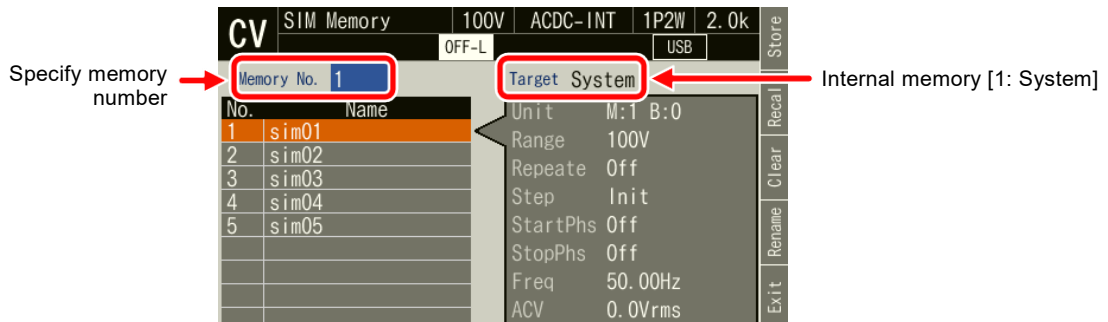 CV SIM Memory 100V ACDC-INT 1P2W 2.0k
OFF-L USB
Specify memory
number
Memory No. 1
Target System
Internal memory [1: System]
No. Name
1 sim01
2 sim02
3 sim03
4 sim04
5 sim05
Unit M:1 B:0
Range 100V
Repeate Off
Step Init
StartPhs Off
StopPhs Off
Freq 50.00Hz
ACV 0.0Vrms
Store
Recal
Clear
Rename
Exit